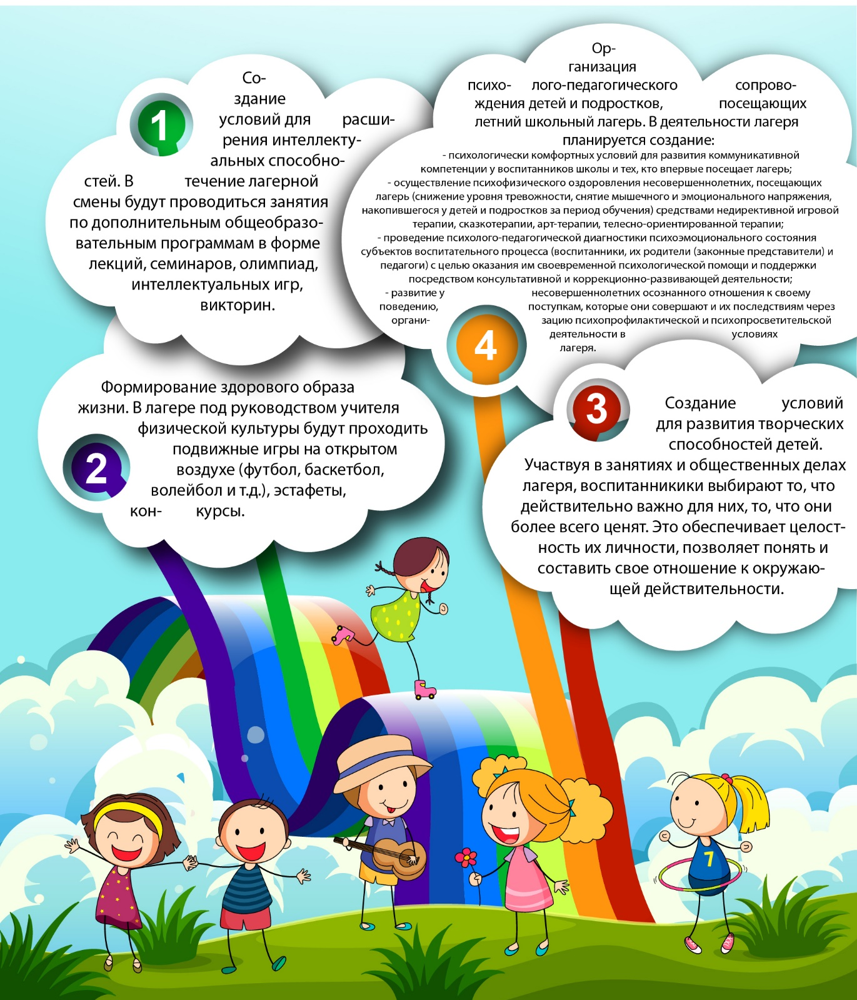 1
Со-
здание
условий для расши-
рения интеллекту-
альных способно-
стей. В течение лагерной
смены будут проводиться занятия
по дополнительным общеобразо-
вательным программам в форме
лекций, семинаров, олимпиад,
интеллектуальных игр,
викторин.
2
Формирование здорового образа
жизни. В лагере под руководством учителя
физической культуры будут проходить
подвижные игры на открытом
воздухе (футбол, баскетбол,
волейбол и т.д.), эстафеты,
кон- курсы.
4
Ор-
ганизация
психо- лого-педагогического сопрово-
ждения детей и подростков, посещающих
летний школьный лагерь. В деятельности лагеря
планируется создание:
- психологически комфортных условий для развития коммуникативной
компетенции у воспитанников школы и тех, кто впервые посещает лагерь;
- осуществление психофизического оздоровления несовершеннолетних, посещающих
лагерь (снижение уровня тревожности, снятие мышечного и эмоционального напряжения,
накопившегося у детей и подростков за период обучения) средствами недирективной игровой
терапии, сказкотерапии, арт-терапии, телесно-ориентированной терапии;
- проведение психолого-педагогической диагностики психоэмоционального состояния
субъектов воспитательного процесса (воспитанники, их родители (законные представители) и
педагоги) с целью оказания им своевременной психологической помощи и поддержки
посредством консультативной и коррекционно-развивающей деятельности;
- развитие у несовершеннолетних осознанного отношения к своему
поведению, поступкам, которые они совершают и их последствиям через
органи- зацию психопрофилактической и психопросветительской
деятельности в условиях
лагеря.
3
Создание условий
для развития творческих
способностей детей.
Участвуя в занятиях и общественных делах
лагеря, воспитанникики выбирают то, что
действительно важно для них, то, что они
более всего ценят. Это обеспечивает целост-
ность их личности, позволяет понять и
составить свое отношение к окружаю-
щей действительности.
7